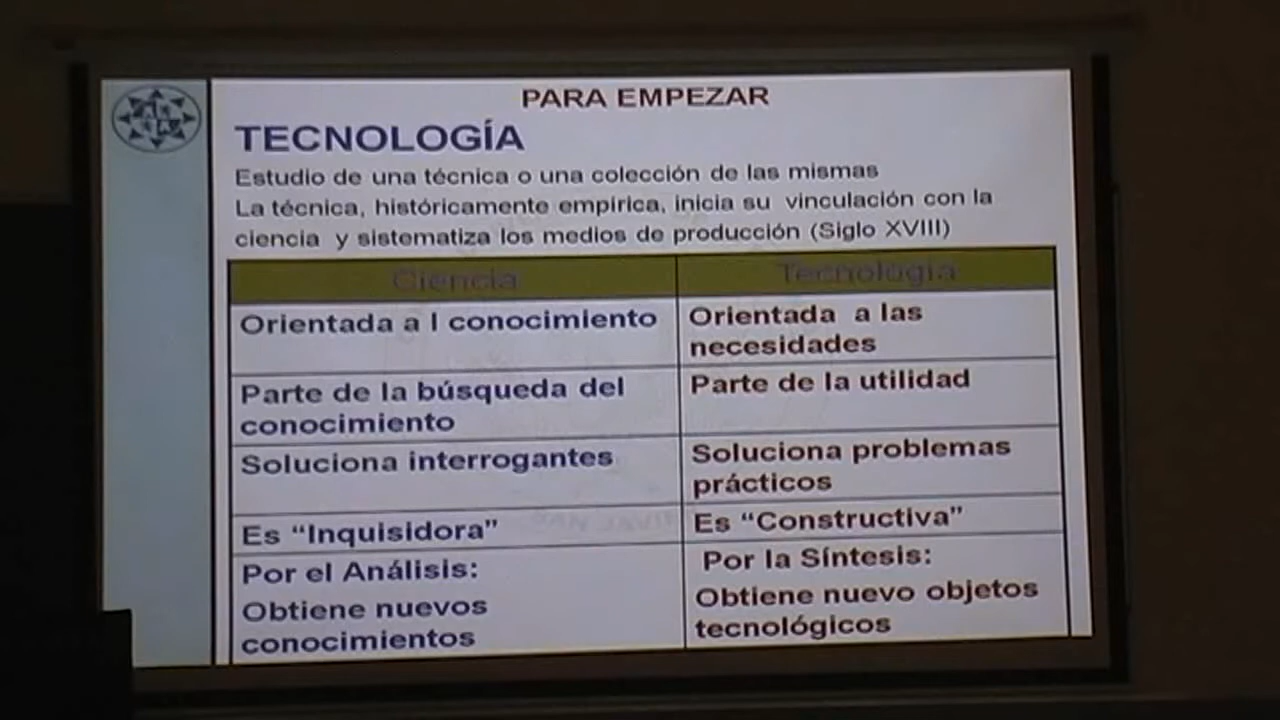 PARA EMPEZAR
TECNOLOGÍA
Estudio de una técnica o una colección de las mismas
La técnica, históricamente empírica, inicia su vinculación con la
ciencia y sistematiza los medios de producción (Siglo XVIII)
Ciencia
Tecnología
Orientada a l conocimiento
Orientada a las
necesidades
Parte de la búsqueda del
conocimiento
Parte de la utilidad
Soluciona interrogantes
Soluciona problemas
prácticos
Es “Inquisidora”
Es “Constructiva”
Por el Análisis:
Obtiene nuevos
conocimientos
Por la Síntesis:
Obtiene nuevo objetos
tecnológicos